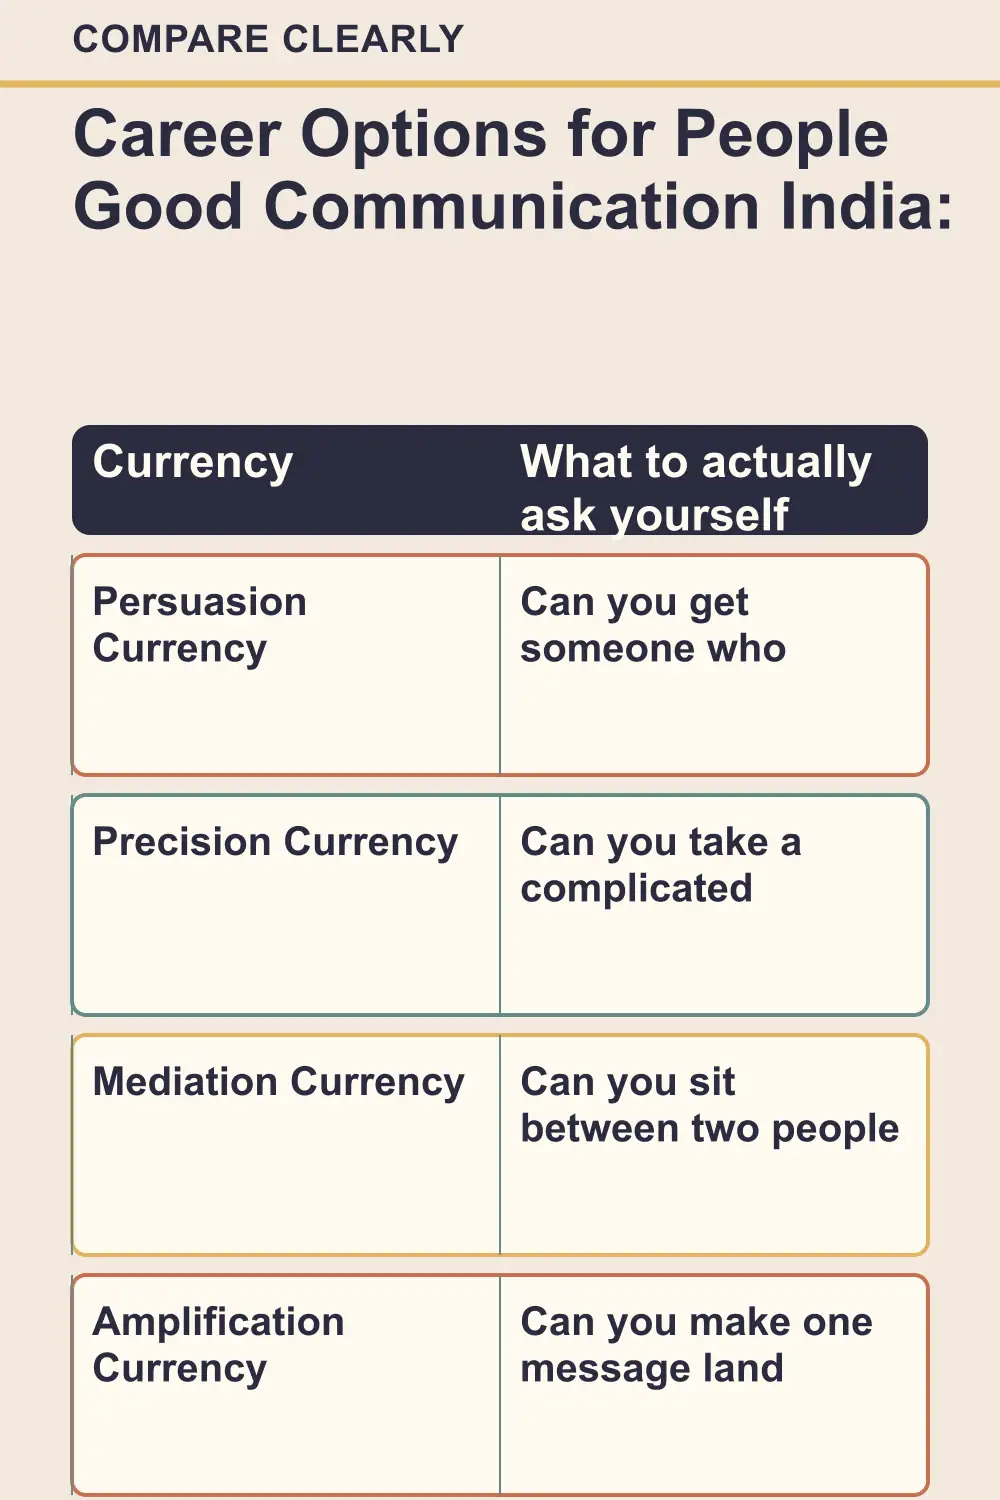 COMPARE CLEARLY
Career Options for People
Good Communication India:
Currency
What to actually
ask yourself
Persuasion
Currency
Can you get
someone who
Precision Currency
Can you take a
complicated
Mediation Currency
Can you sit
between two people
Amplification
Currency
Can you make one
message land